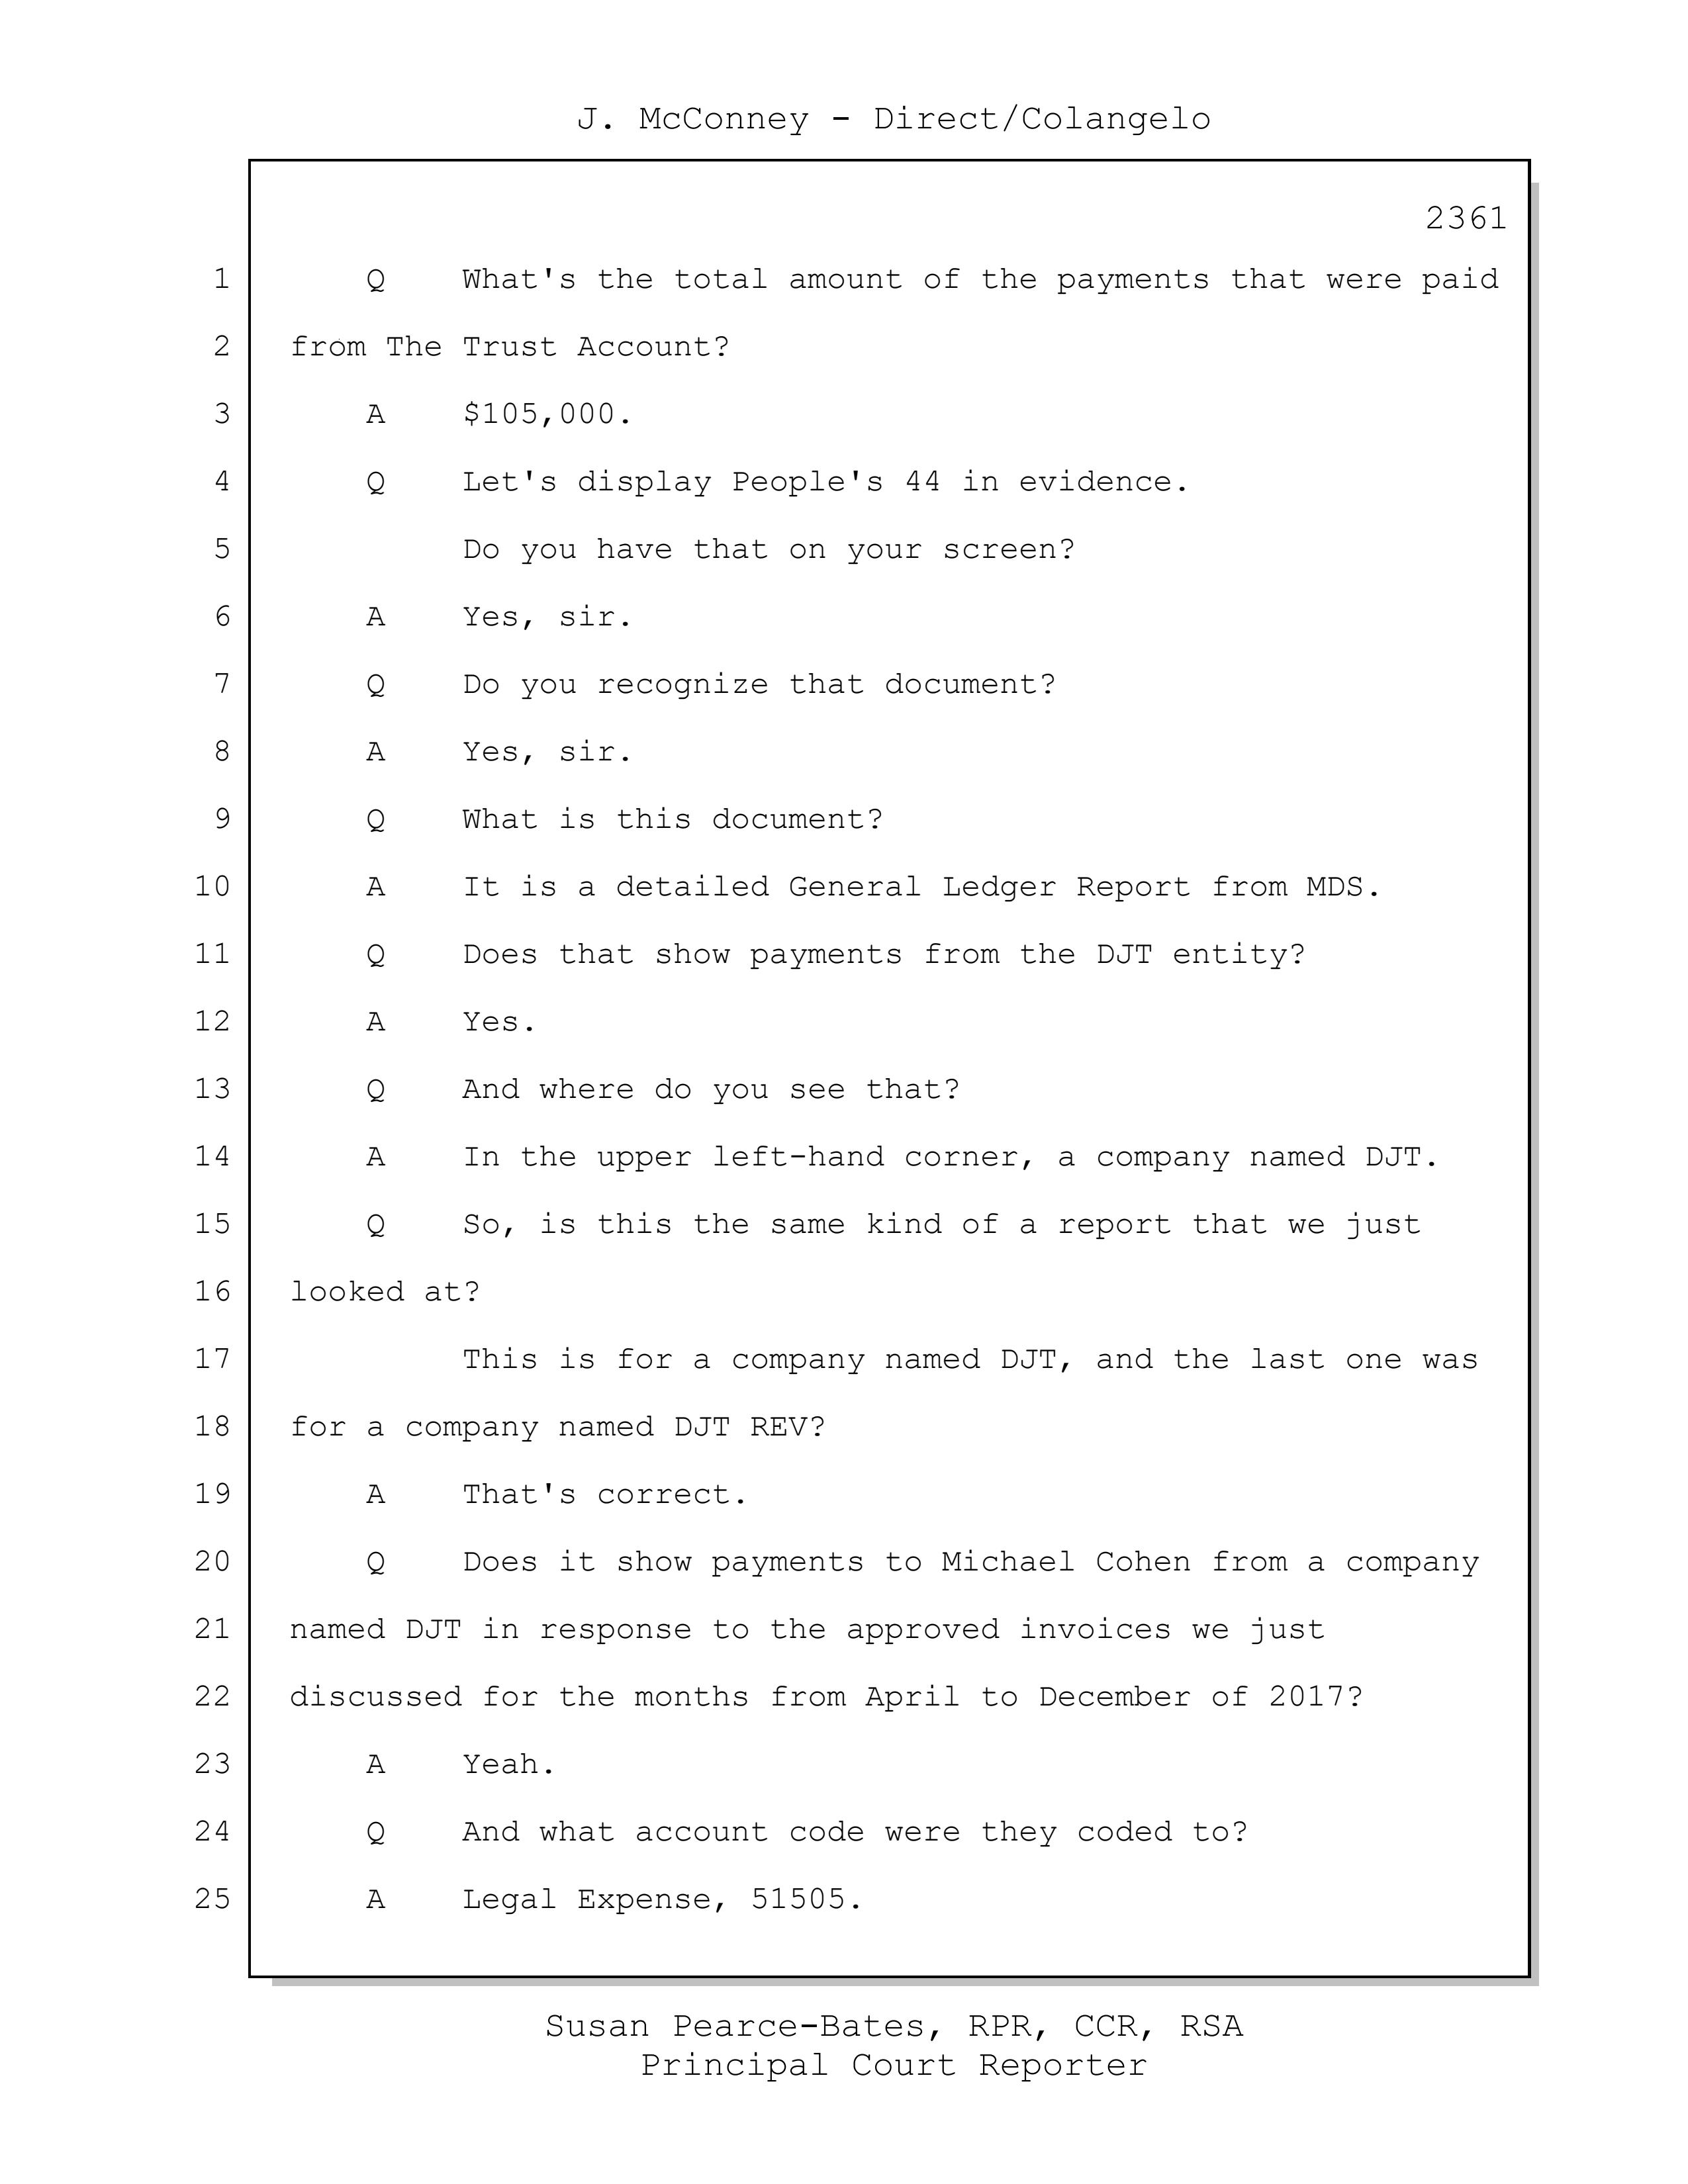 J. McConney - Direct/Colangelo
2361
1 Q What's the total amount of the payments that were paid
2 from The Trust Account?
3 A $105,000.
4 Q Let's display People's 44 in evidence.
5 Do you have that on your screen?
6 A Yes, sir.
7 Q Do you recognize that document?
8 A Yes, sir.
9 Q What is this document?
10 A It is a detailed General Ledger Report from MDS.
11 Q Does that show payments from the DJT entity?
12 A Yes.
13 Q And where do you see that?
14 A In the upper left-hand corner, a company named DJT.
15 Q So, is this the same kind of a report that we just
16 looked at?
17 This is for a company named DJT, and the last one was
18 for a company named DJT REV?
19 A That's correct.
20 Q Does it show payments to Michael Cohen from a company
21 named DJT in response to the approved invoices we just
22 discussed for the months from April to December of 2017?
23 A Yeah.
24 Q And what account code were they coded to?
25 A Legal Expense, 51505.
Susan Pearce-Bates, RPR, CCR, RSA
Principal Court Reporter